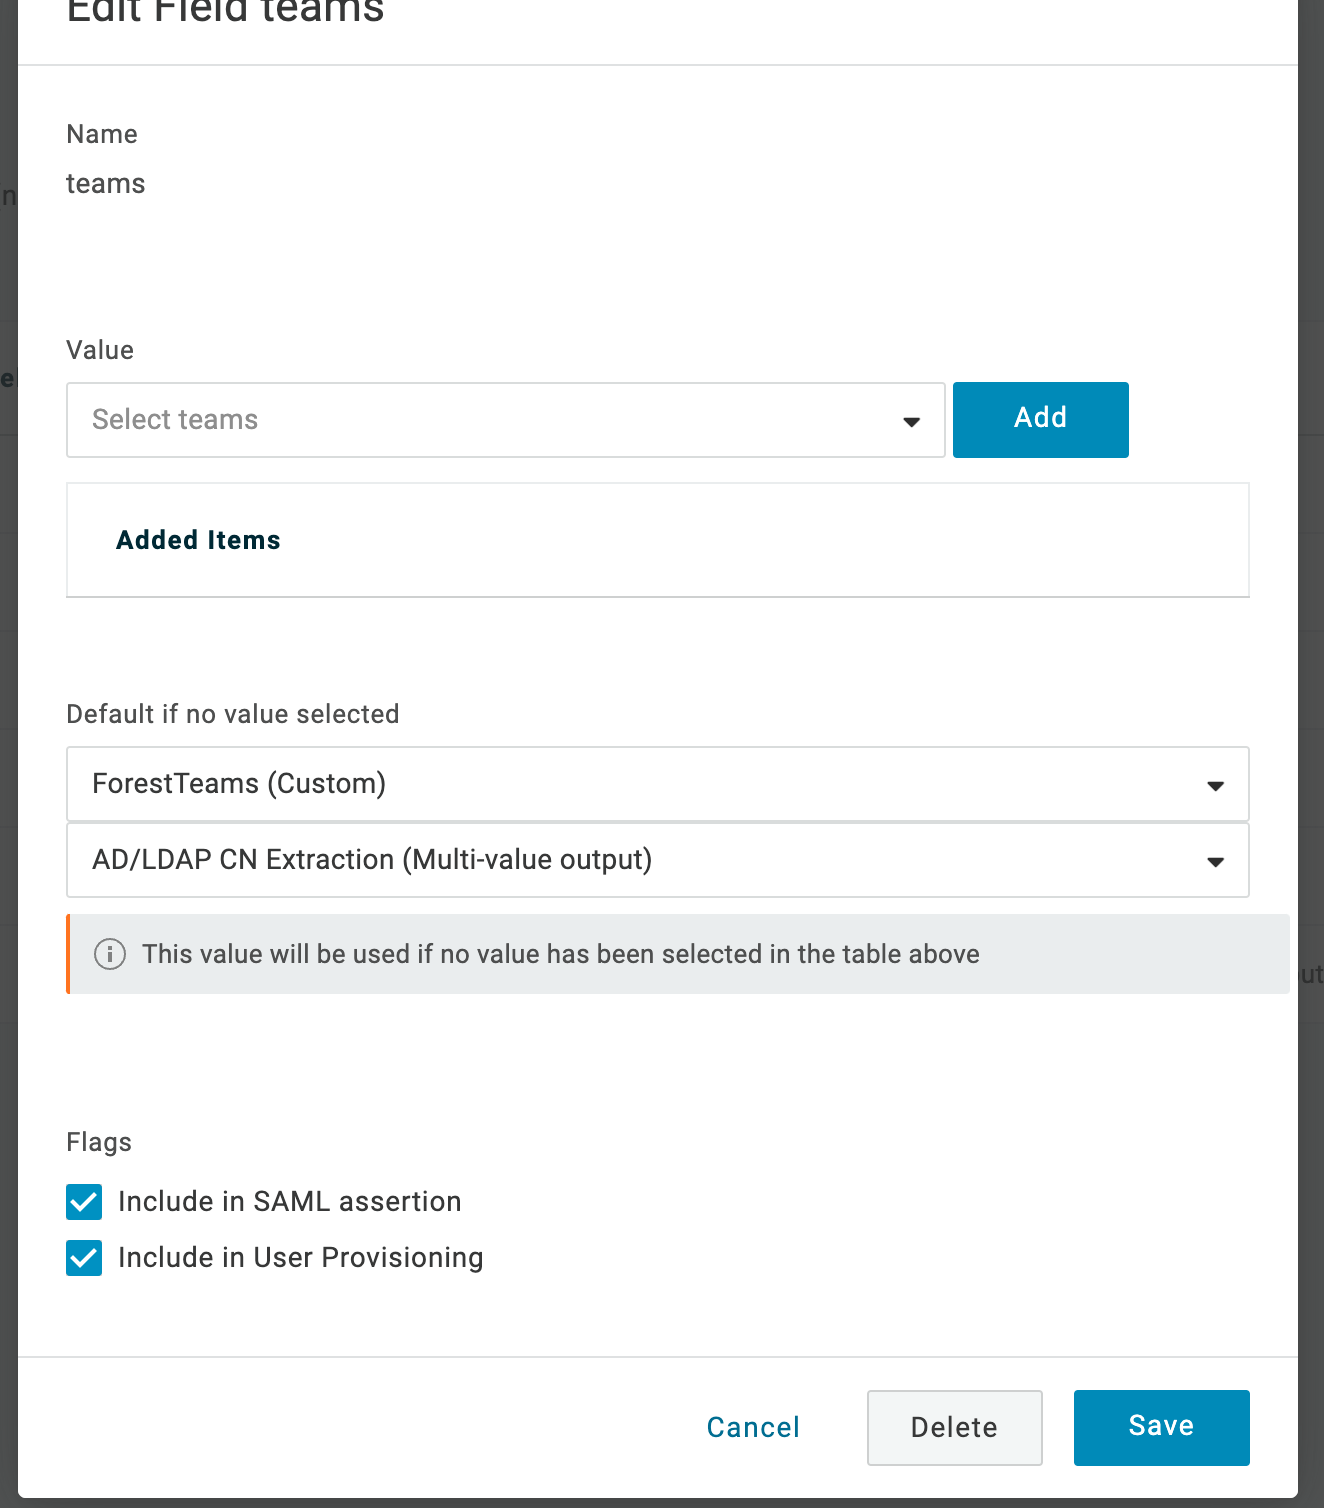 Edit Field teams
Name
teams
Value
Select teams
Add
Added Items
Default if no value selected
ForestTeams (Custom)
AD/LDAP CN Extraction (Multi-value output)
This value will be used if no value has been selected in the table above
Flags
Include in SAML assertion
Include in User Provisioning
Cancel
Delete
Save